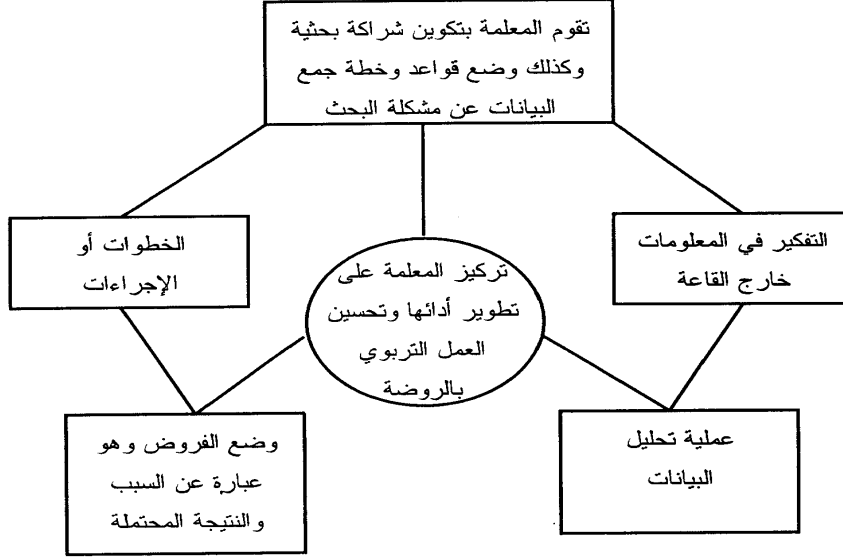 تقوم المعلمة بتكوين شراكة بحثية
وكذلك وضع قواعد وخطة جمع
البيانات عن مشكلة البحث
التفكير في المعلومات
خارج القاعة
الخطوات أو
الإجراءات
تركيز المعلمة على
تطوير أدائها وتحسين
العمل التربوي
بالروضة
عملية تحليل
البيانات
وضع الفروض وهو
عبارة عن السبب
والنتيجة المحتملة